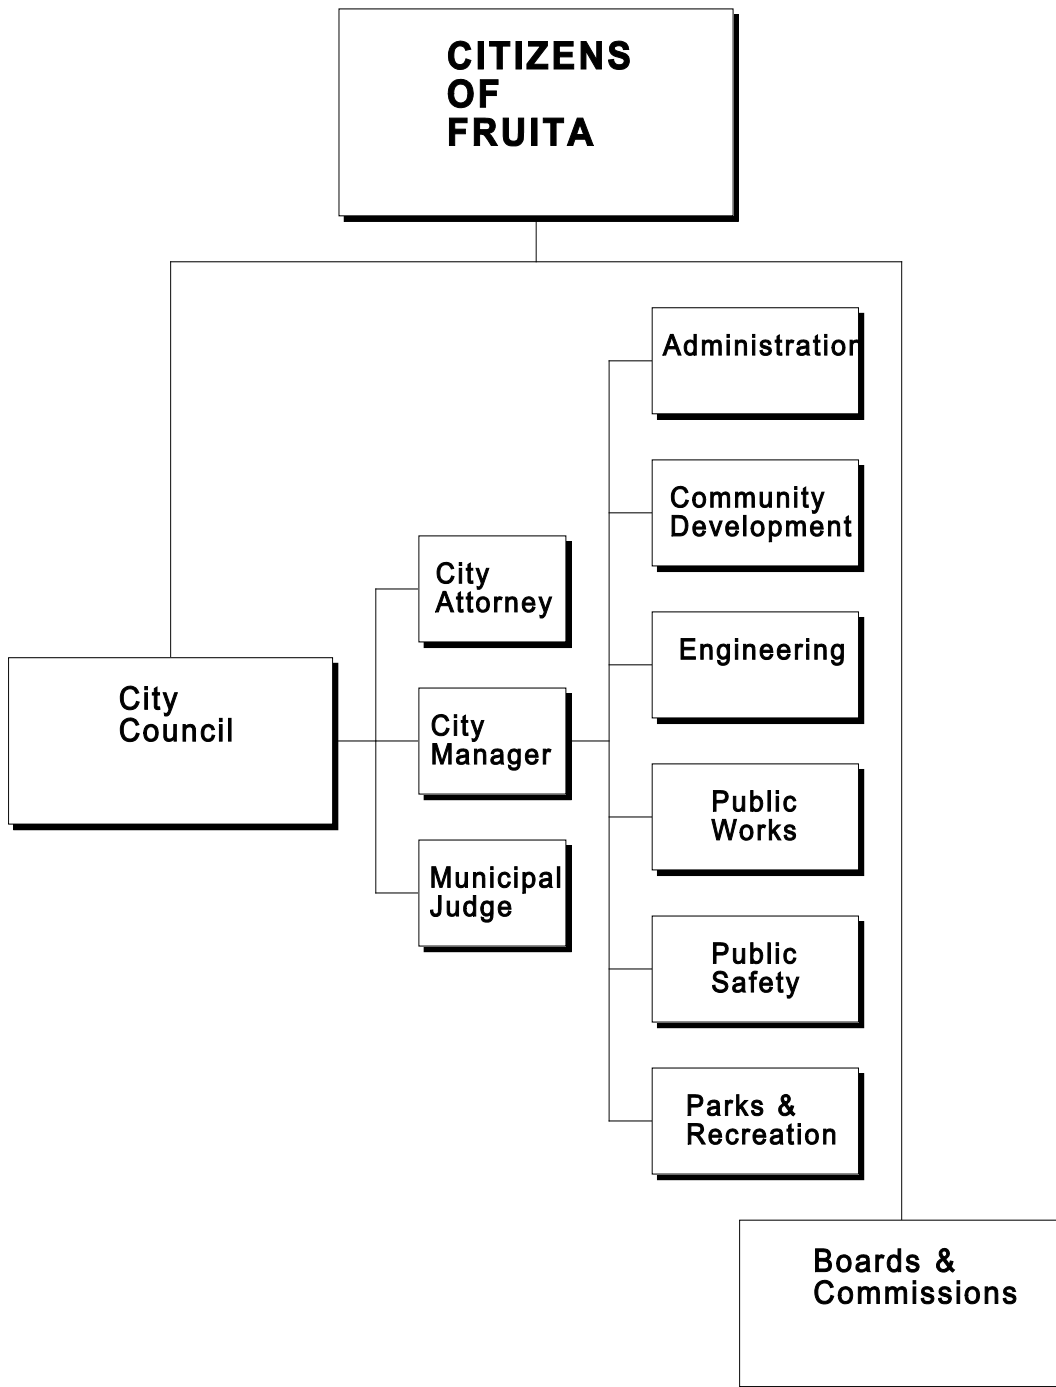 CITIZENS
OF
FRUITA
Administration
Community
Development
City
Attorney
Engineering
City
Council
City
Manager
Public
Works
Municipal
Judge
Public
Safety
Parks &
Recreation
Boards &
Commissions